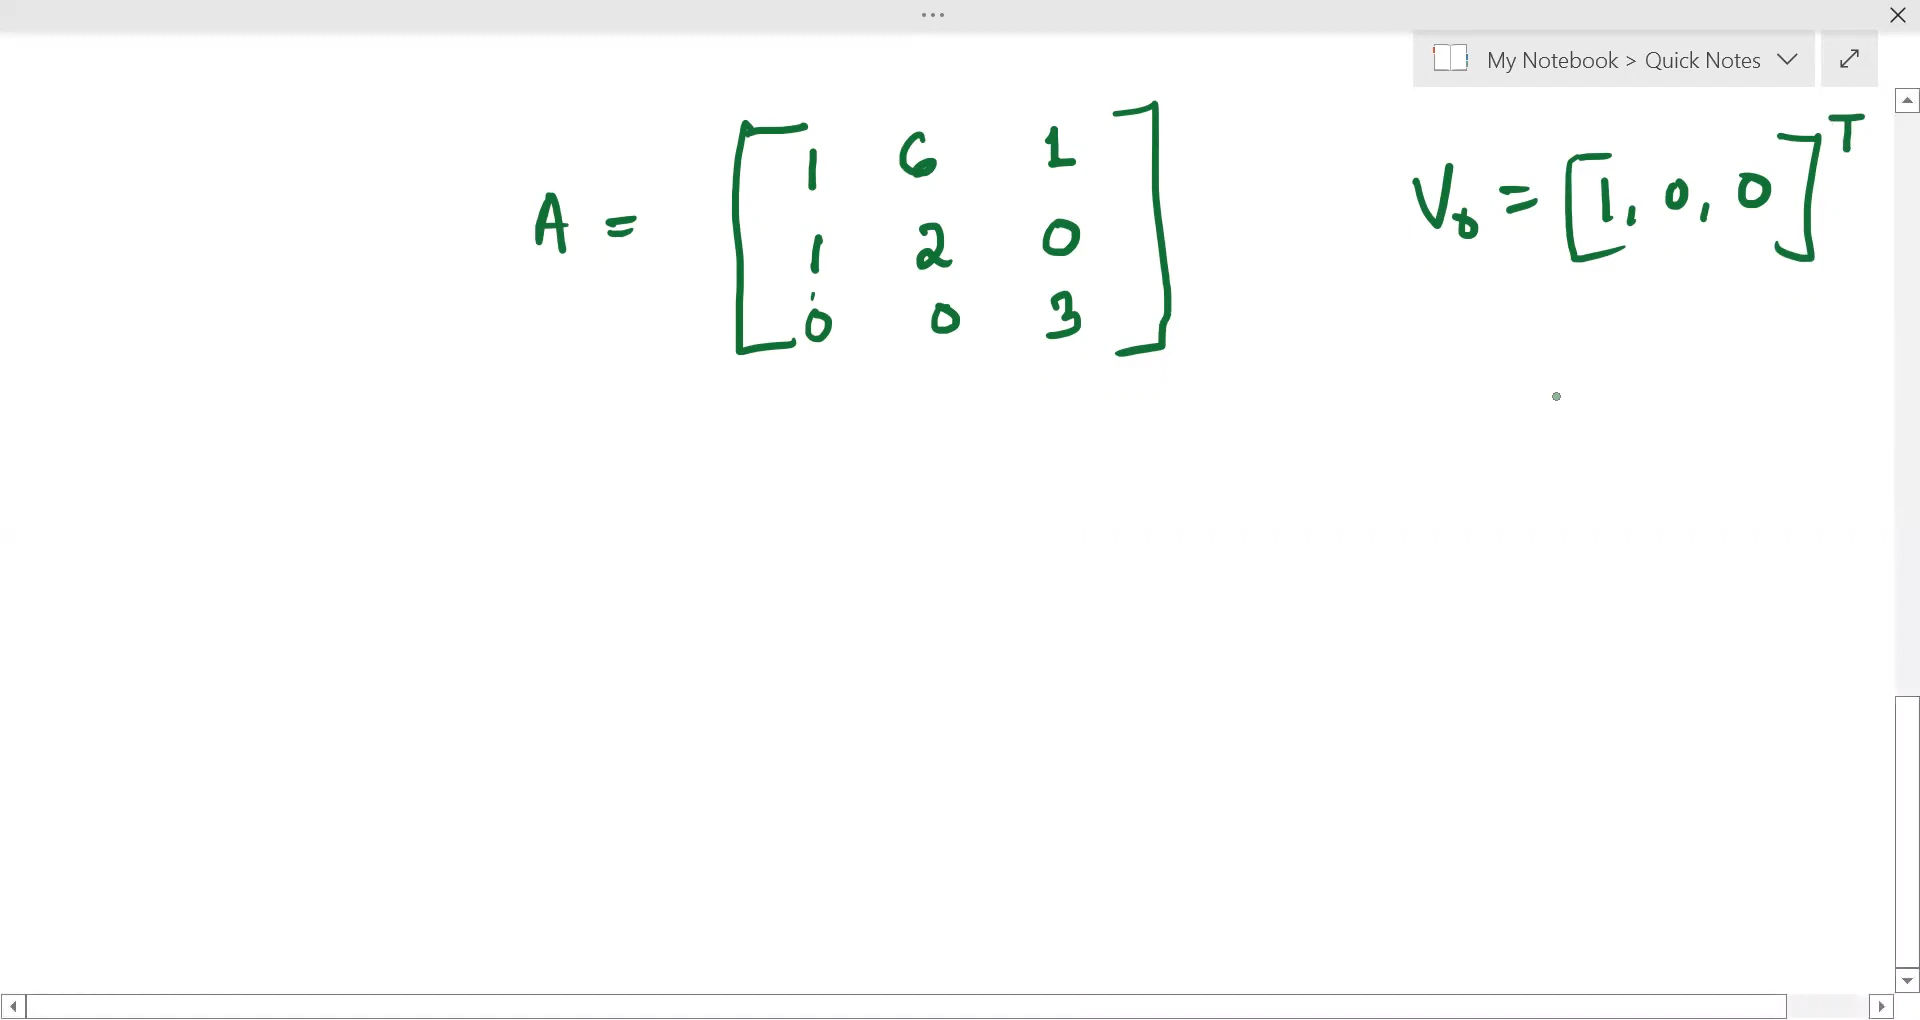 My Notebook > Quick Notes
A = [ 1 6 1
1 2 0
0 0 3 ]
V₀ = [1, 0, 0]ᵀ